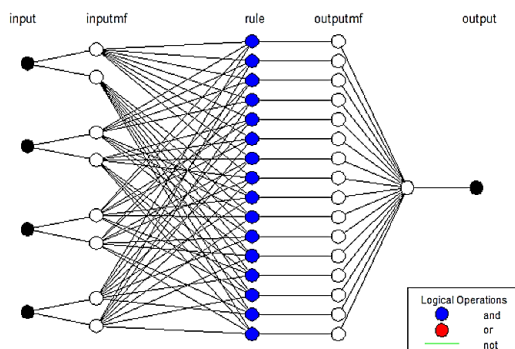 input inputmf rule outputmf output
Logical Operations
and
or
not